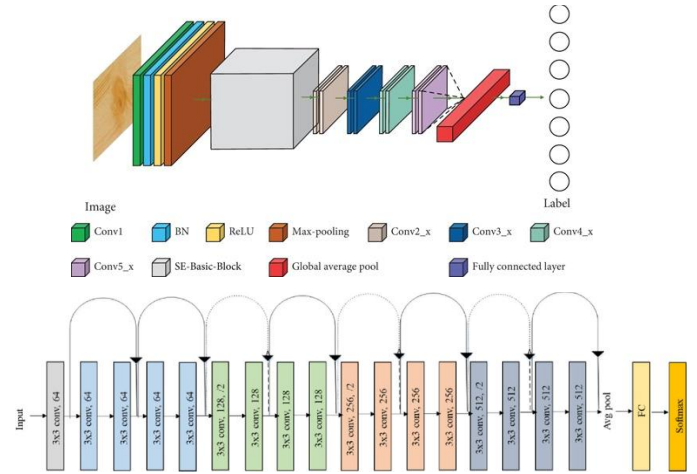 Image
Label
Conv1
BN
ReLU
Max-pooling
Conv2_x
Conv3_x
Conv4_x
Conv5_x
SE-Basic-Block
Global average pool
Fully connected layer
Input
3x3 conv, 64
3x3 conv, 64
3x3 conv, 64
3x3 conv, 64
3x3 conv, 64
3x3 conv, 128, /2
3x3 conv, 128
3x3 conv, 128
3x3 conv, 128
3x3 conv, 256, /2
3x3 conv, 256
3x3 conv, 256
3x3 conv, 256
3x3 conv, 512, /2
3x3 conv, 512
3x3 conv, 512
3x3 conv, 512
Avg pool
FC
Softmax